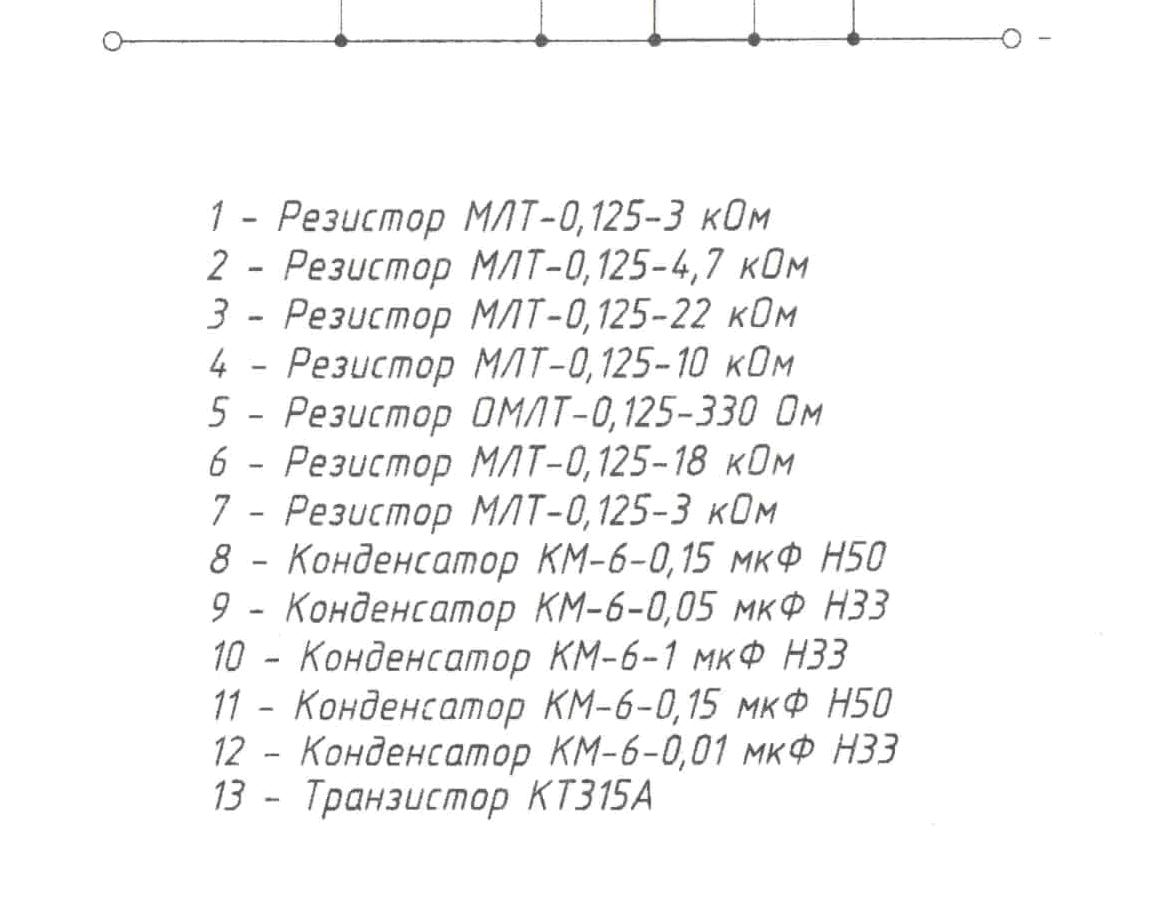 1 - Резистор МЛТ-0,125-3 кОм
2 - Резистор МЛТ-0,125-4,7 кОм
3 - Резистор МЛТ-0,125-22 кОм
4 - Резистор МЛТ-0,125-10 кОм
5 - Резистор ОМЛТ-0,125-330 Ом
6 - Резистор МЛТ-0,125-18 кОм
7 - Резистор МЛТ-0,125-3 кОм
8 - Конденсатор КМ-6-0,15 мкФ Н50
9 - Конденсатор КМ-6-0,05 мкФ Н33
10 - Конденсатор КМ-6-1 мкФ Н33
11 - Конденсатор КМ-6-0,15 мкФ Н50
12 - Конденсатор КМ-6-0,01 мкФ Н33
13 - Транзистор КТ315А